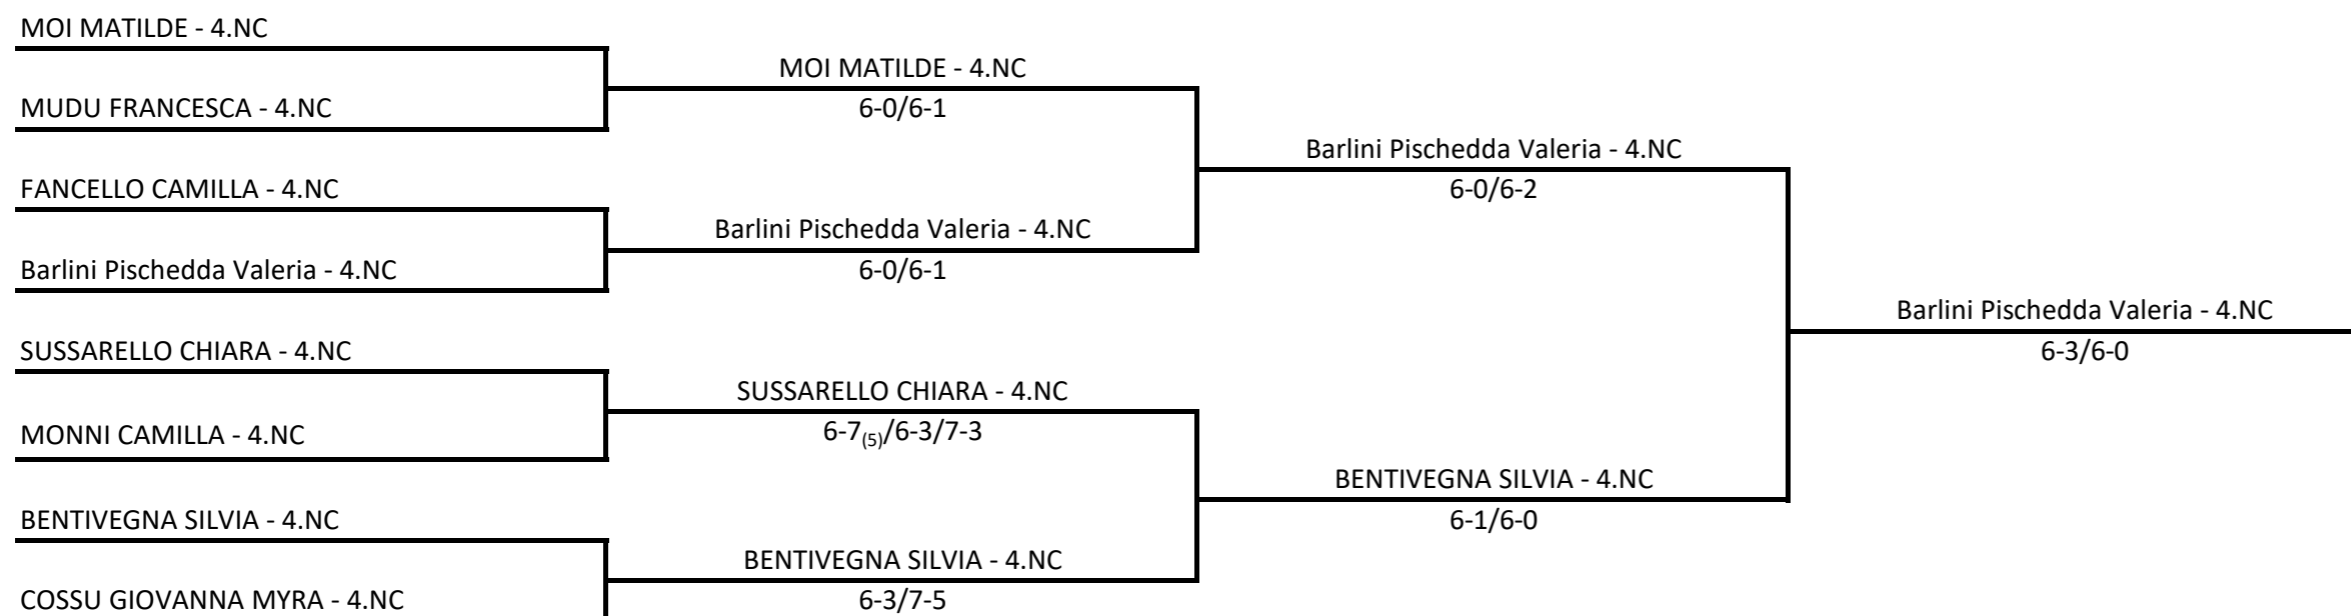 MOI MATILDE - 4.NC
MUDU FRANCESCA - 4.NC
FANCELLO CAMILLA - 4.NC
Barlini Pischedda Valeria - 4.NC
SUSSARELLO CHIARA - 4.NC
MONNI CAMILLA - 4.NC
BENTIVEGNA SILVIA - 4.NC
COSSU GIOVANNA MYRA - 4.NC
MOI MATILDE - 4.NC
6-0/6-1
Barlini Pischedda Valeria - 4.NC
6-0/6-1
SUSSARELLO CHIARA - 4.NC
6-7(5)/6-3/7-3
BENTIVEGNA SILVIA - 4.NC
6-3/7-5
Barlini Pischedda Valeria - 4.NC
6-0/6-2
BENTIVEGNA SILVIA - 4.NC
6-1/6-0
Barlini Pischedda Valeria - 4.NC
6-3/6-0